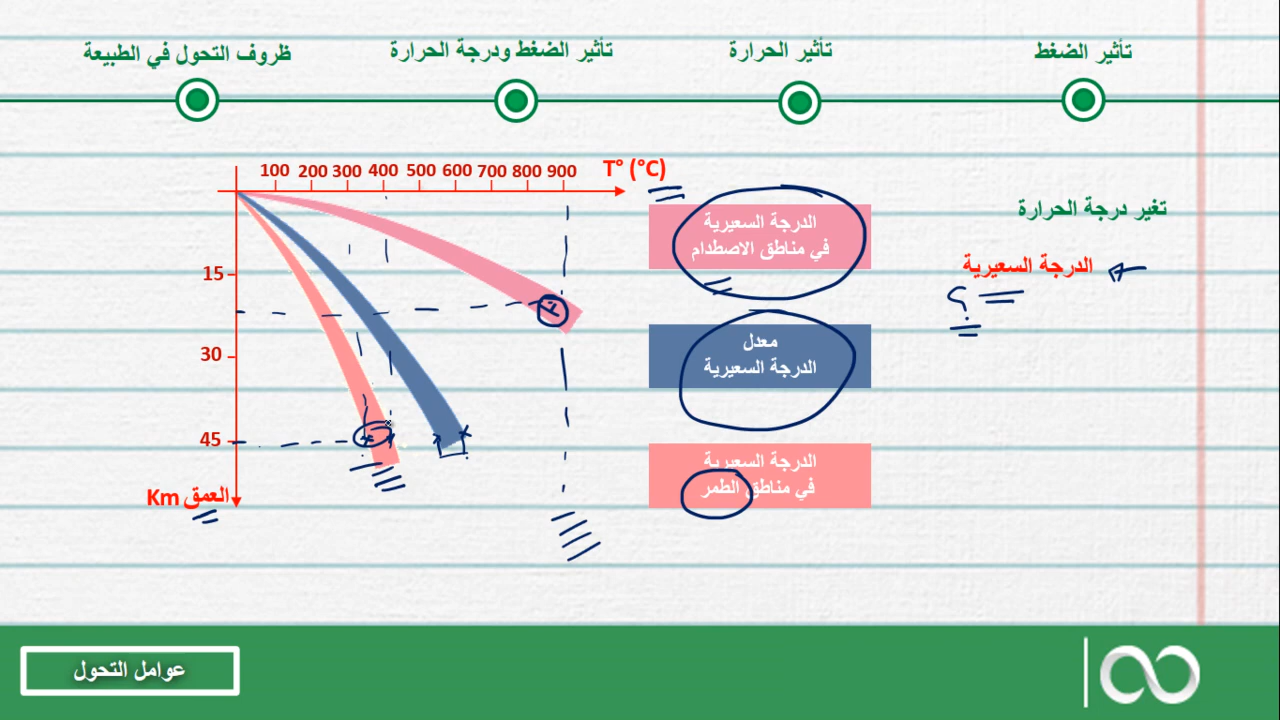 تأثير الضغط
تأثير الحرارة
تأثير الضغط ودرجة الحرارة
ظروف التحول في الطبيعة
100 200 300 400 500 600 700 800 900 T° (°C)
15
30
45
العمق Km
الدرجة السعيرية
في مناطق الاصطدام
معدل
الدرجة السعيرية
الدرجة السعيرية
في مناطق الطمر
تغير درجة الحرارة
الدرجة السعيرية
؟
عوامل التحول